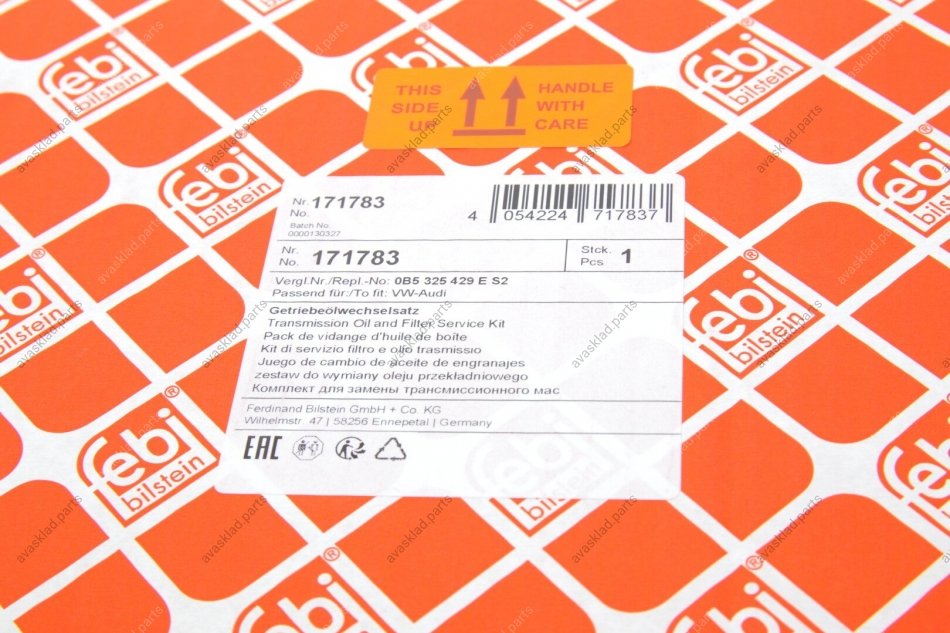 THIS SIDE UP
HANDLE WITH CARE
Nr. 171783
No.
Batch No.
0000130327
4 054224 717837
Nr. 171783
No.
Stck. 1
Pcs
Vergl.Nr./Repl.-No: 0B5 325 429 E S2
Passend für:/To fit: VW-Audi
Getriebeölwechselsatz
Transmission Oil and Filter Service Kit
Pack de vidange d'huile de boîte
Kit di servizio filtro e olio trasmissio
Juego de cambio de aceite de engranajes
zestaw do wymiany oleju przekładniowego
Комплект для замены трансмиссионного мас
Ferdinand Bilstein GmbH + Co. KG
Wilhelmstr. 47 | 58256 Ennepetal | Germany
EAC
febi bilstein
avasklad.parts